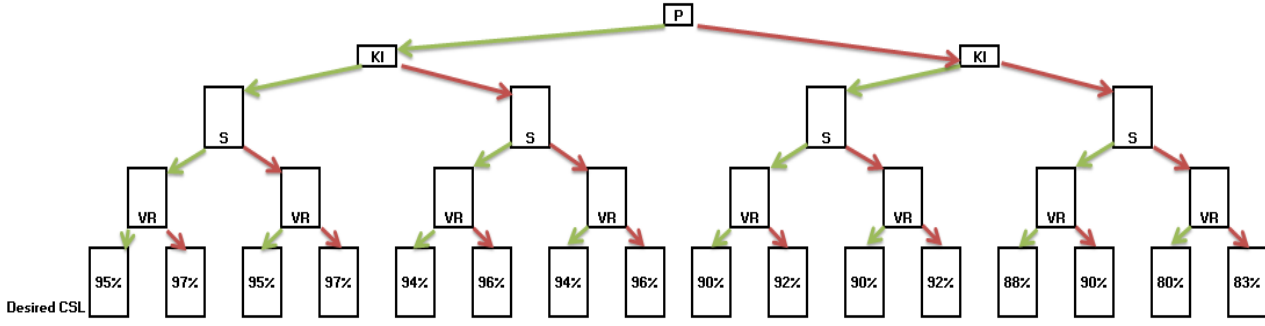 P
KI KI
S S S S
VR VR VR VR VR VR VR VR
95% 97% 95% 97% 94% 96% 94% 96% 90% 92% 90% 92% 88% 90% 80% 83%
Desired CSL